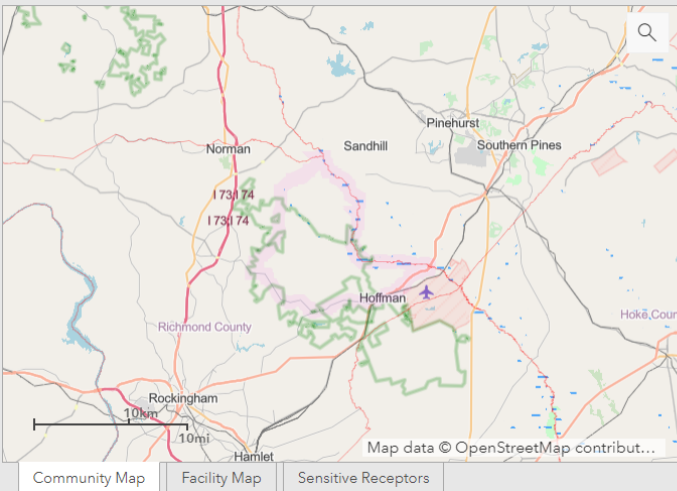 Pinehurst
Norman
Sandhill
Southern Pines
I 73;I 74
I 73;I 74
Hoffman
Richmond County
Hoke Coun
Rockingham
10km
10mi
Hamlet
Map data © OpenStreetMap contribut...
Community Map
Facility Map
Sensitive Receptors